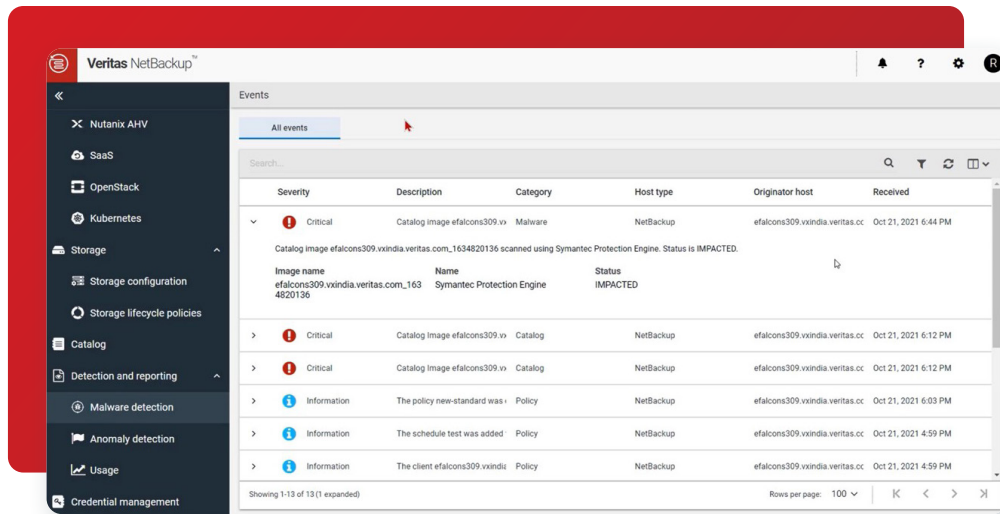 Veritas NetBackup™
R
Events
Nutanix AHV
SaaS
OpenStack
Kubernetes
Storage
Storage configuration
Storage lifecycle policies
Catalog
Detection and reporting
Malware detection
Anomaly detection
Usage
Credential management
All events
Search...
Severity Description Category Host type Originator host Received
Critical Catalog image efalcons309.vx Malware NetBackup efalcons309.vxindia.veritas.cc Oct 21, 2021 6:44 PM
Catalog image efalcons309.vxindia.veritas.com_1634820136 scanned using Symantec Protection Engine. Status is IMPACTED.
Image name Name Status
efalcons309.vxindia.veritas.com_163 Symantec Protection Engine IMPACTED
4820136
Critical Catalog Image efalcons309.vx Catalog NetBackup efalcons309.vxindia.veritas.cc Oct 21, 2021 6:12 PM
Critical Catalog Image efalcons309.vx Catalog NetBackup efalcons309.vxindia.veritas.cc Oct 21, 2021 6:12 PM
Information The policy new-standard was Policy NetBackup efalcons309.vxindia.veritas.cc Oct 21, 2021 6:03 PM
Information The schedule test was added Policy NetBackup efalcons309.vxindia.veritas.cc Oct 21, 2021 4:59 PM
Information The client efalcons309.vxindia Policy NetBackup efalcons309.vxindia.veritas.cc Oct 21, 2021 4:59 PM
Showing 1-13 of 13 (1 expanded) Rows per page: 100